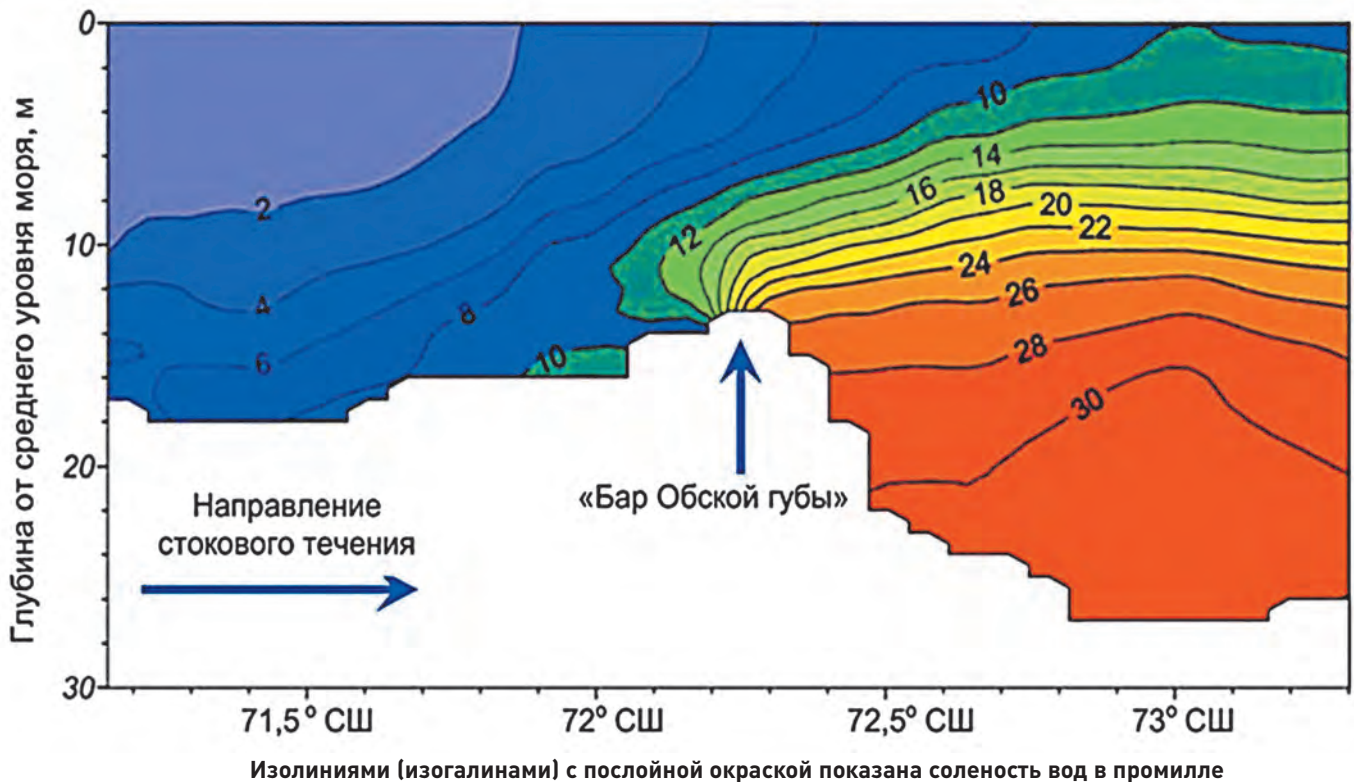 Глубина от среднего уровня моря, м
0
10
20
30
2
4
6
8
10
10
12
14
16
18
20
22
24
26
28
30
«Бар Обской губы»
Направление
стокового течения
71,5° СШ
72° СШ
72,5° СШ
73° СШ
Изолиниями (изогалинами) с послойной окраской показана соленость вод в промилле